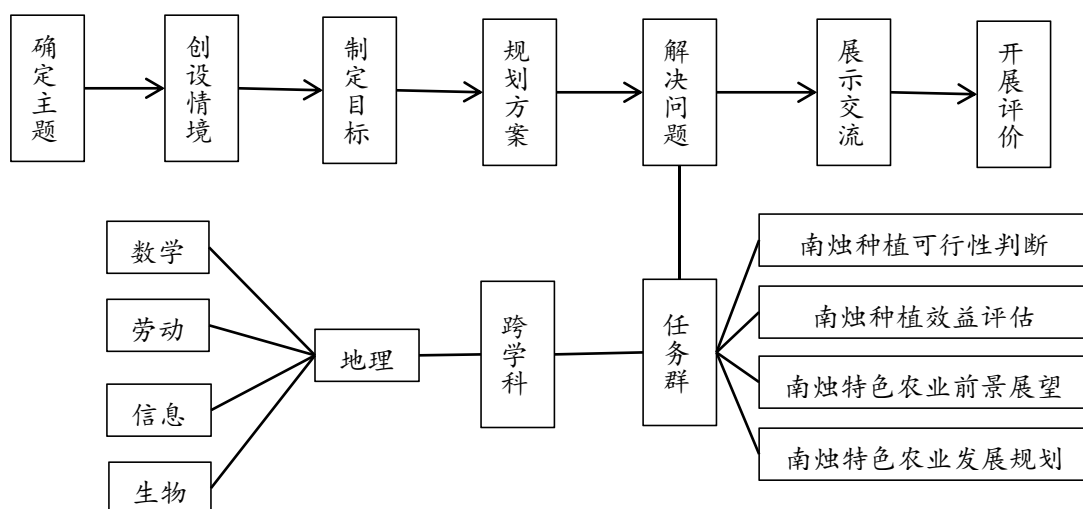 确定主题
创设情境
制定目标
规划方案
解决问题
展示交流
开展评价
数学
劳动
信息
生物
地理
跨学科
任务群
南烛种植可行性判断
南烛种植效益评估
南烛特色农业前景展望
南烛特色农业发展规划